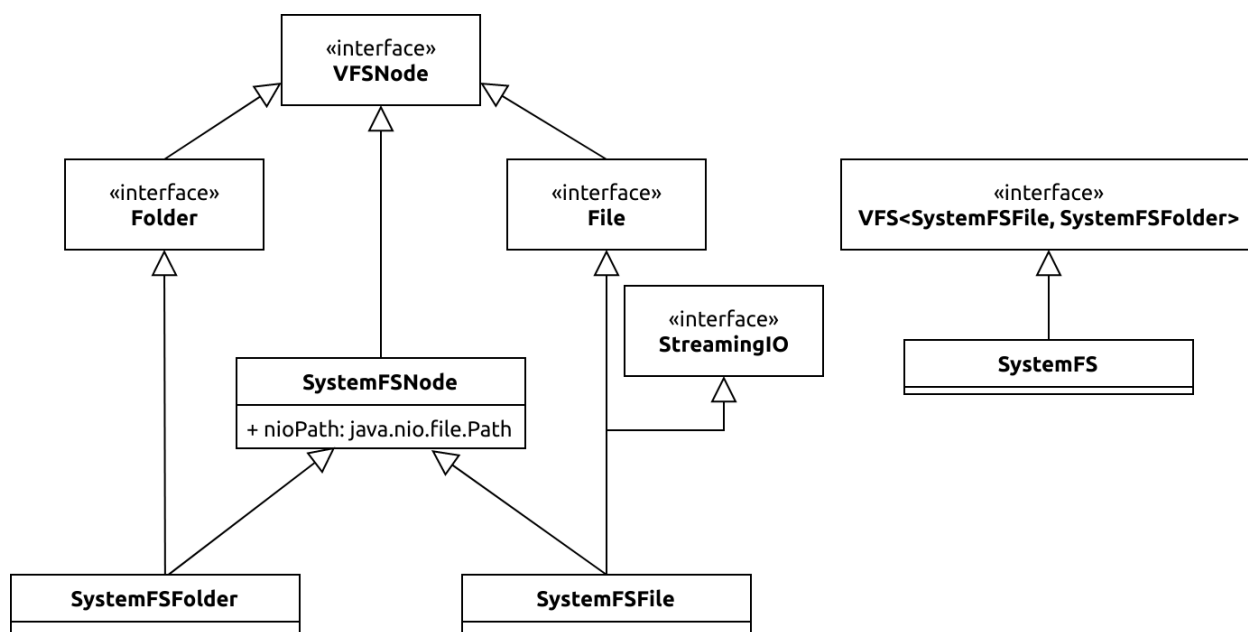 «interface»
VFSNode
«interface»
Folder
«interface»
File
«interface»
VFS<SystemFSFile, SystemFSFolder>
«interface»
StreamingIO
SystemFS
SystemFSNode
+ nioPath: java.nio.file.Path
SystemFSFolder
SystemFSFile